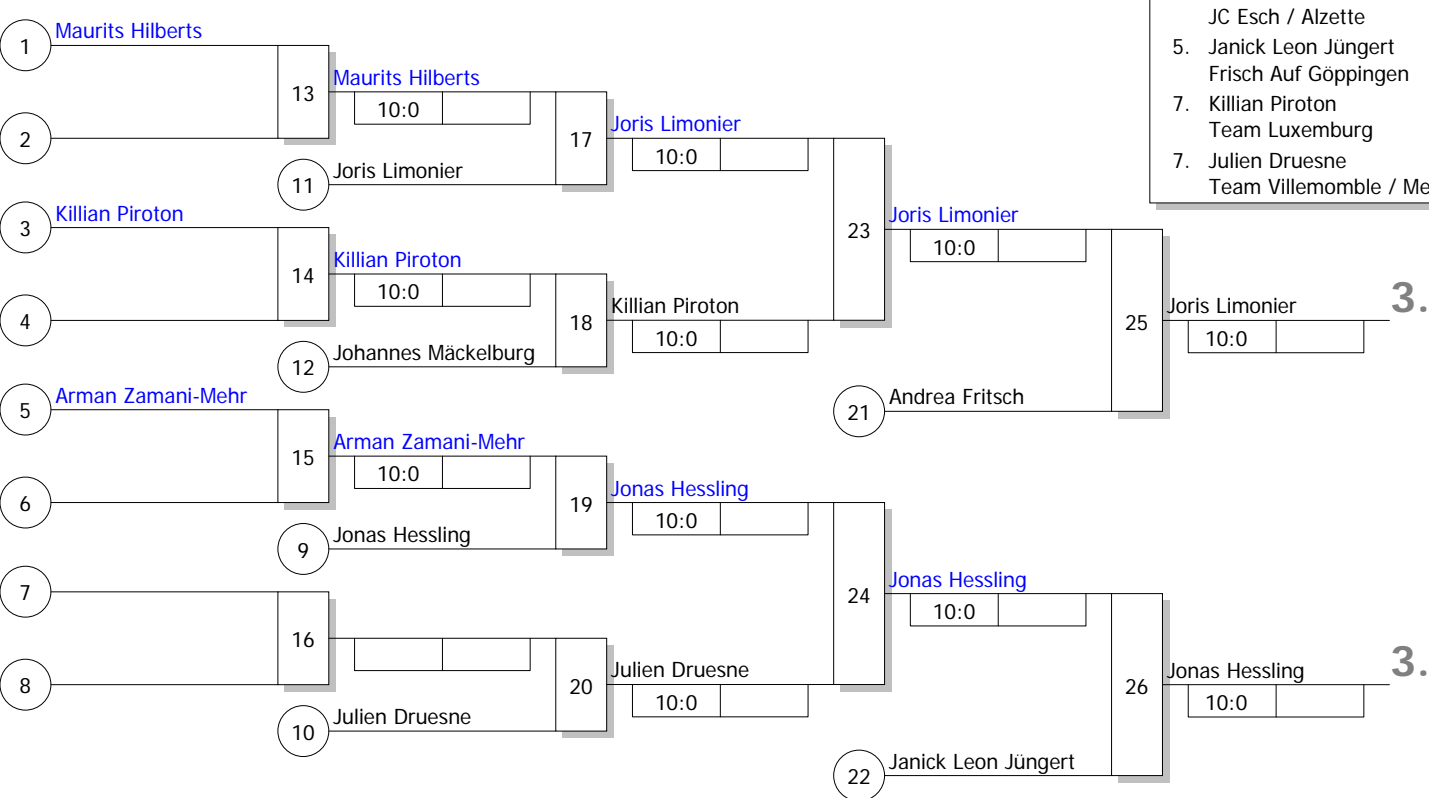 JC Esch / Alzette
5. Janick Leon Jüngert
Frisch Auf Göppingen
7. Killian Piroton
Team Luxemburg
7. Julien Druesne
Team Villemomble / Me
1 Maurits Hilberts
13 Maurits Hilberts
10:0
2
17 Joris Limonier
10:0
11 Joris Limonier
3 Killian Piroton
23 Joris Limonier
10:0
14 Killian Piroton
10:0
4
18 Killian Piroton
10:0
12 Johannes Mäckelburg
25 Joris Limonier 3.
10:0
21 Andrea Fritsch
5 Arman Zamani-Mehr
15 Arman Zamani-Mehr
10:0
6
19 Jonas Hessling
10:0
9 Jonas Hessling
7
24 Jonas Hessling
10:0
16
8
20 Julien Druesne
10:0
10 Julien Druesne
26 Jonas Hessling 3.
10:0
22 Janick Leon Jüngert